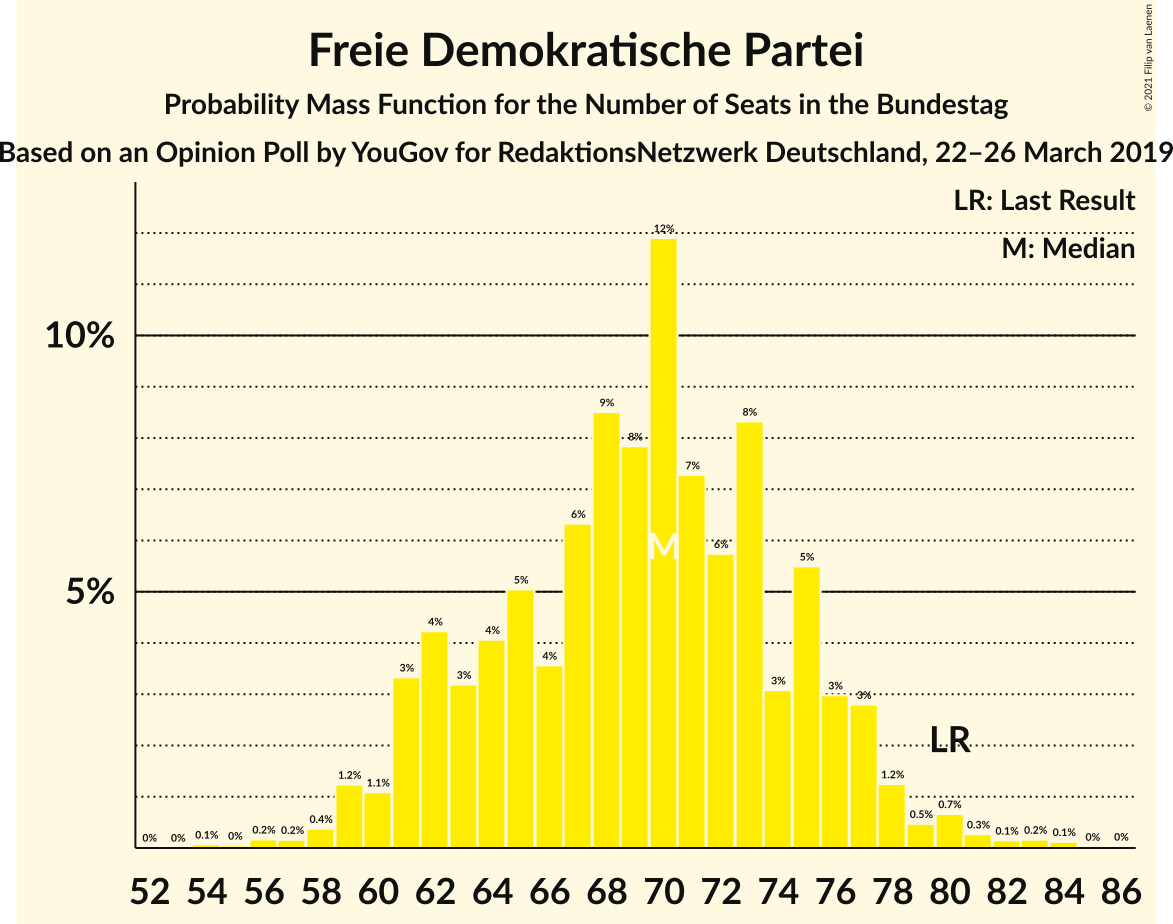 Freie Demokratische Partei
Probability Mass Function for the Number of Seats in the Bundestag
Based on an Opinion Poll by YouGov for RedaktionsNetzwerk Deutschland, 22–26 March 2019
© 2021 Filip van Laenen
LR: Last Result
M: Median
10%
5%
0% 0% 0.1% 0% 0.2% 0.2% 0.4% 1.2% 1.1% 3% 4% 3% 4% 5% 4% 6% 9% 8% 12% 7% 6% 8% 3% 5% 3% 3% 1.2% 0.5% 0.7% 0.3% 0.1% 0.2% 0.1% 0% 0%
M
LR
52 54 56 58 60 62 64 66 68 70 72 74 76 78 80 82 84 86